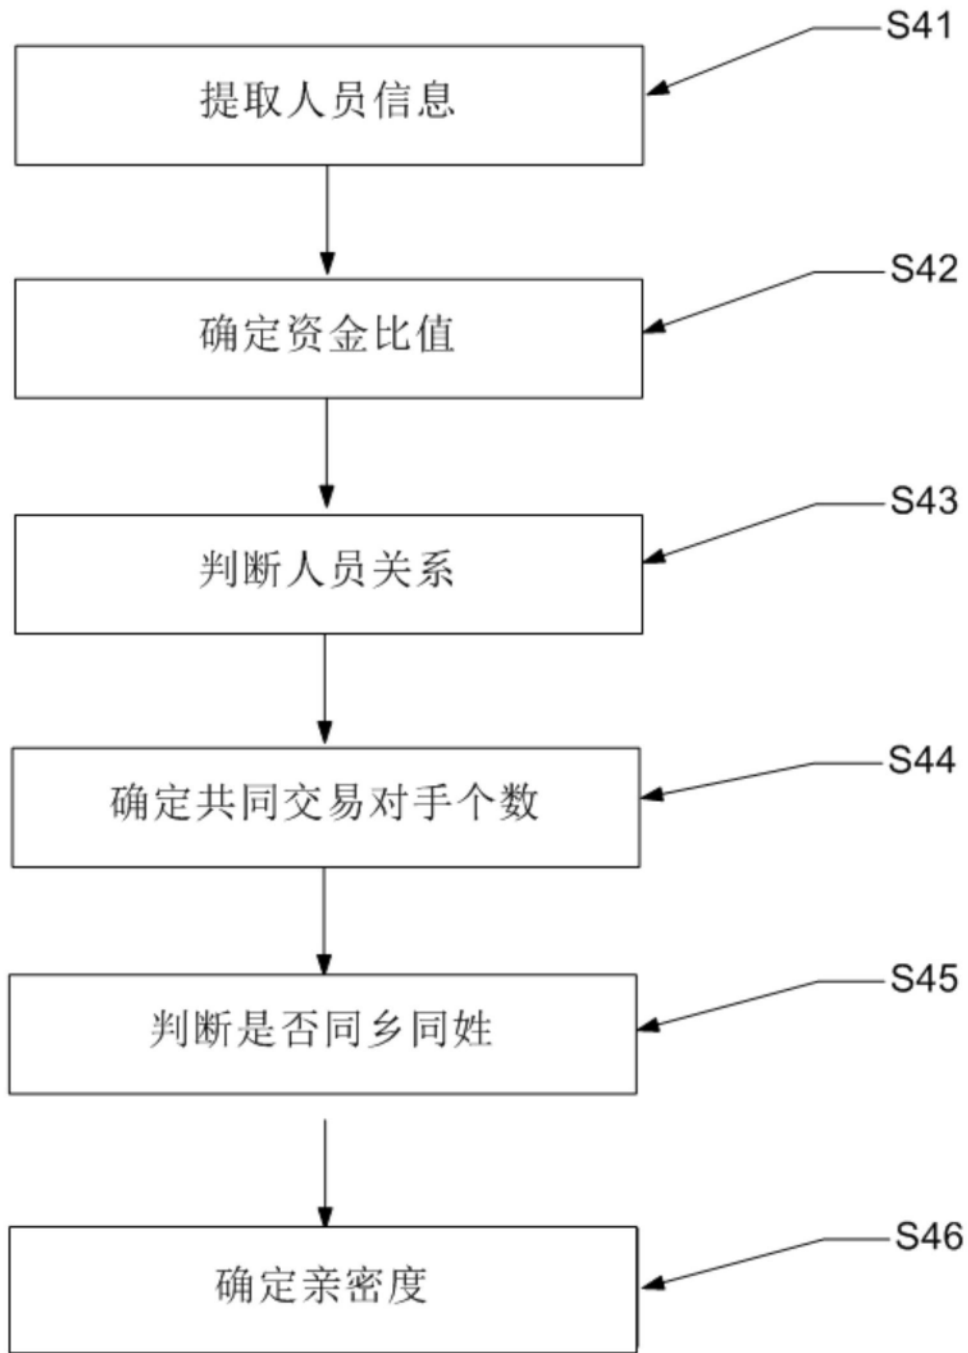 S41
提取人员信息
S42
确定资金比值
S43
判断人员关系
S44
确定共同交易对手个数
S45
判断是否同乡同姓
S46
确定亲密度